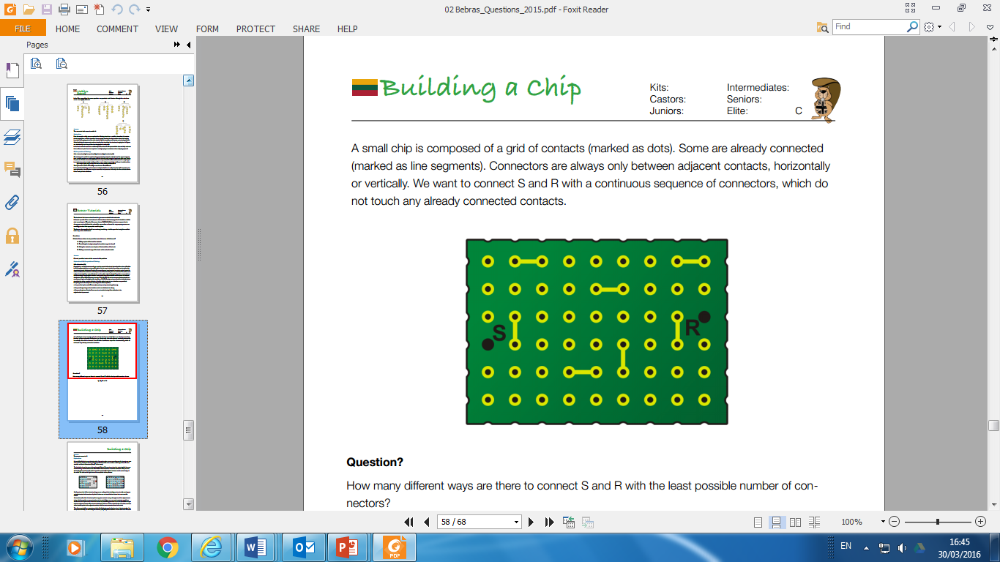 02 Bebras_Questions_2015.pdf - Foxit Reader
FILE HOME COMMENT VIEW FORM PROTECT SHARE HELP
Find
Pages
56
57
58
Building a Chip
Kits: Intermediates:
Castors: Seniors:
Juniors: Elite: C
A small chip is composed of a grid of contacts (marked as dots). Some are already connected
(marked as line segments). Connectors are always only between adjacent contacts, horizontally
or vertically. We want to connect S and R with a continuous sequence of connectors, which do
not touch any already connected contacts.
S
R
Question?
How many different ways are there to connect S and R with the least possible number of con-
nectors?
58 / 68
100%
EN
16:45
30/03/2016